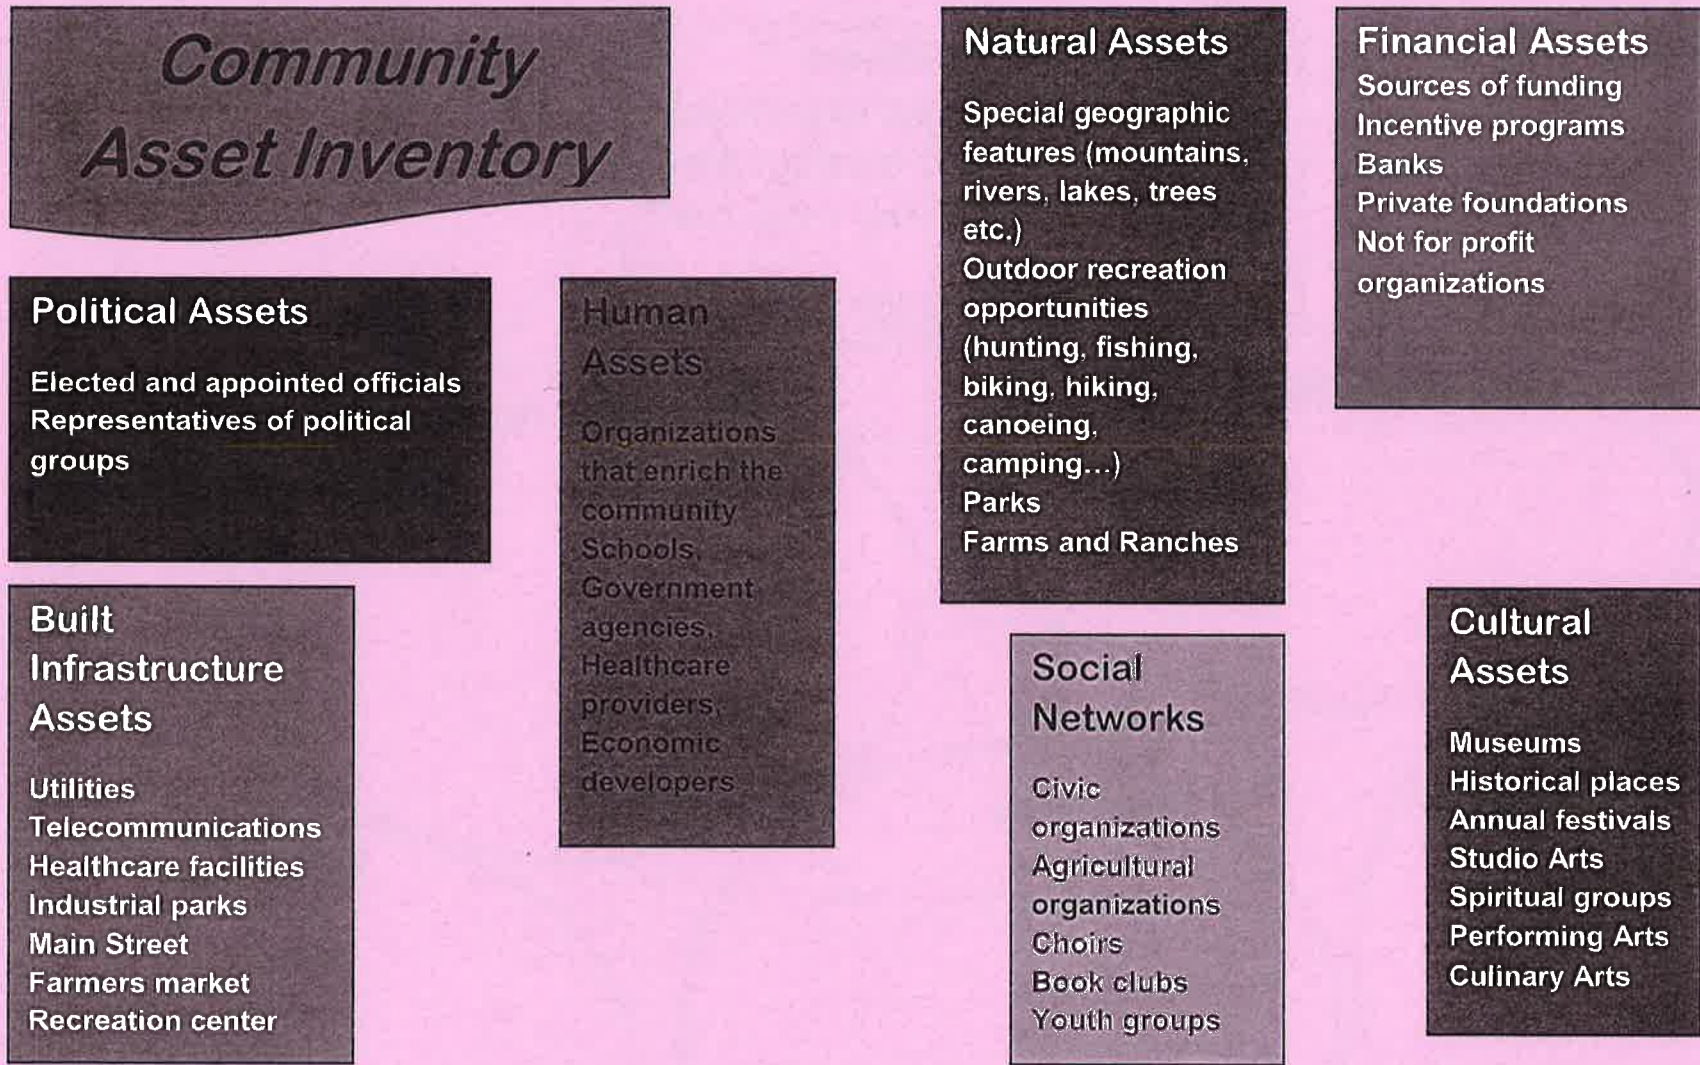 Community
Asset Inventory
Political Assets
Elected and appointed officials
Representatives of political
groups
Built
Infrastructure
Assets
Utilities
Telecommunications
Healthcare facilities
Industrial parks
Main Street
Farmers market
Recreation center
Human
Assets
Organizations
that enrich the
community
Schools,
Government
agencies,
Healthcare
providers,
Economic
developers
Natural Assets
Special geographic
features (mountains,
rivers, lakes, trees
etc.)
Outdoor recreation
opportunities
(hunting, fishing,
biking, hiking,
canoeing,
camping...)
Parks
Farms and Ranches
Social
Networks
Civic
organizations
Agricultural
organizations
Choirs
Book clubs
Youth groups
Financial Assets
Sources of funding
Incentive programs
Banks
Private foundations
Not for profit
organizations
Cultural
Assets
Museums
Historical places
Annual festivals
Studio Arts
Spiritual groups
Performing Arts
Culinary Arts